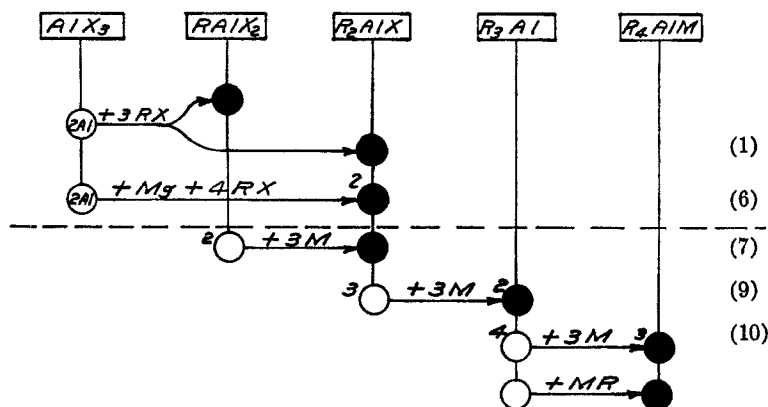 AlX3 RAlX2 R2AlX R3Al R4AlM
2Al +3RX (1)
2Al +Mg +4RX 2 (6)
2 +3M (7)
3 +3M 2 (9)
4 +3M 3 (10)
+MR